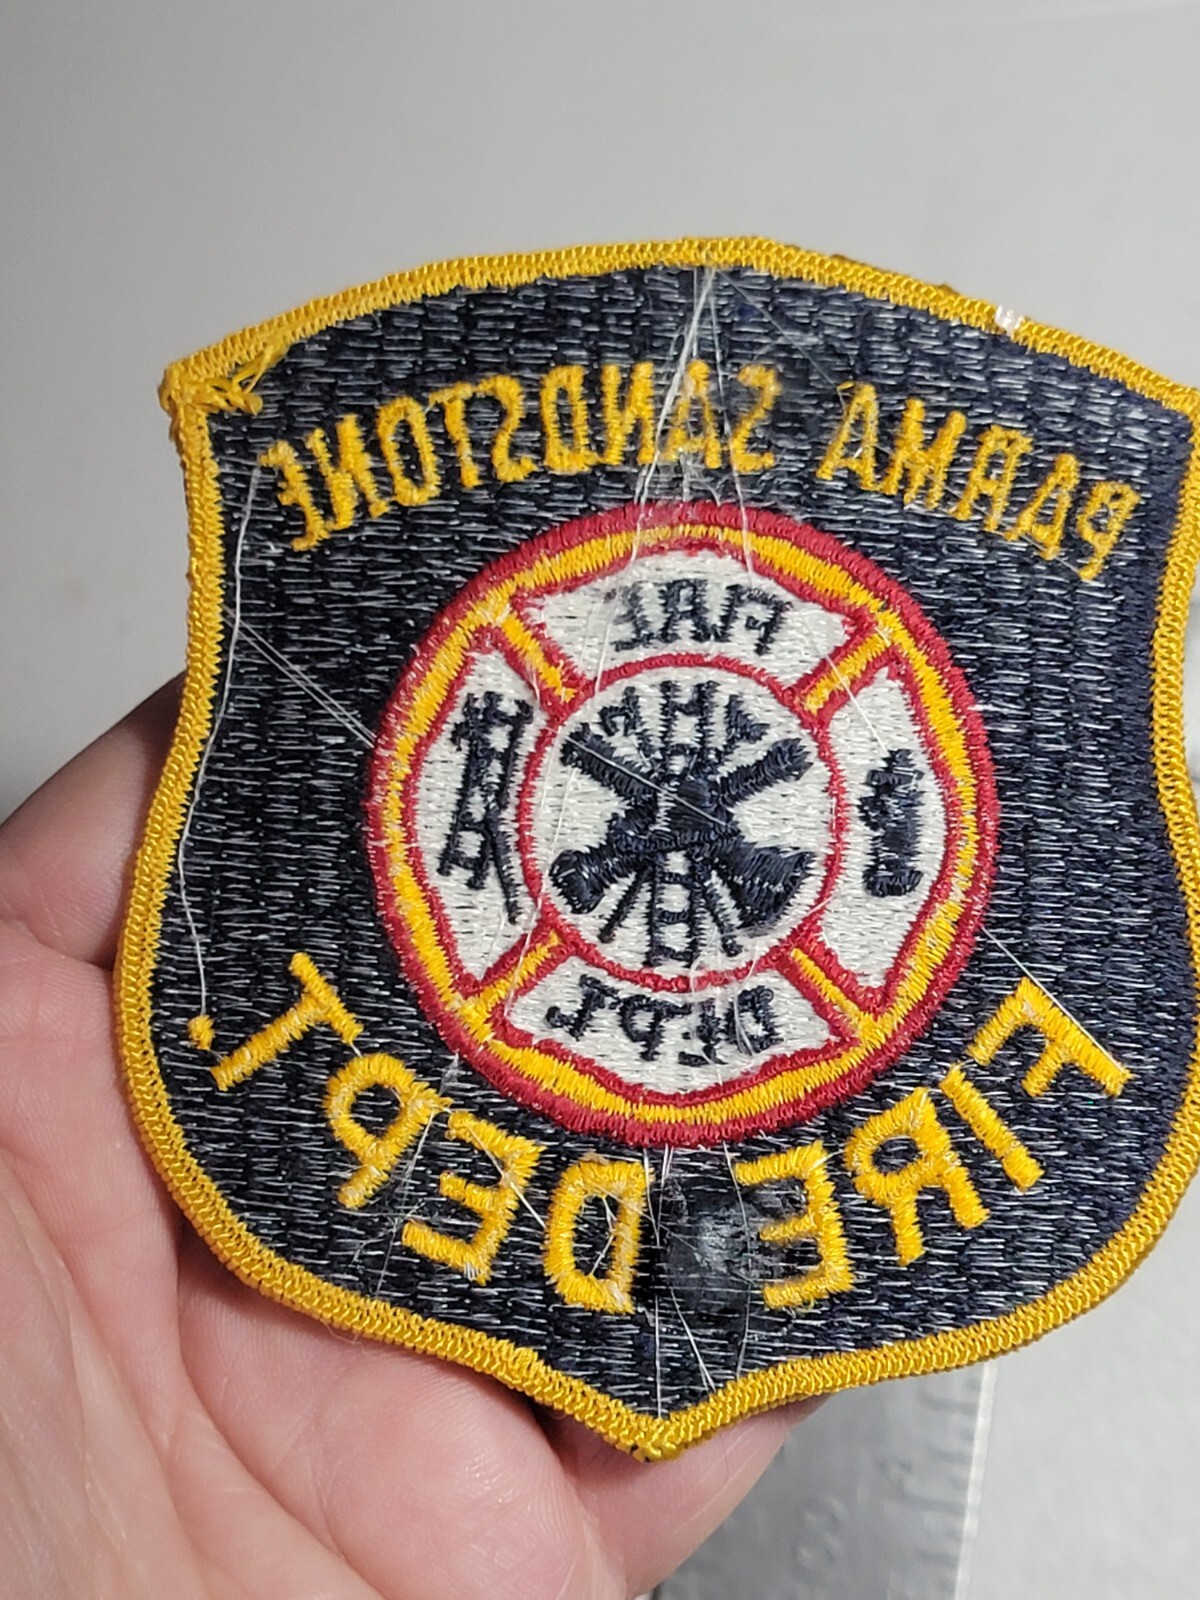 PARMA SANDSTONE
FIRE
DEPT.
FIRE DEPT.